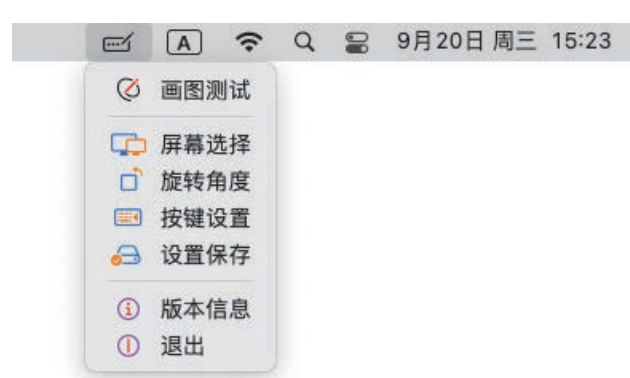 A 9月20日 周三 15:23
画图测试
屏幕选择
旋转角度
按键设置
设置保存
版本信息
退出